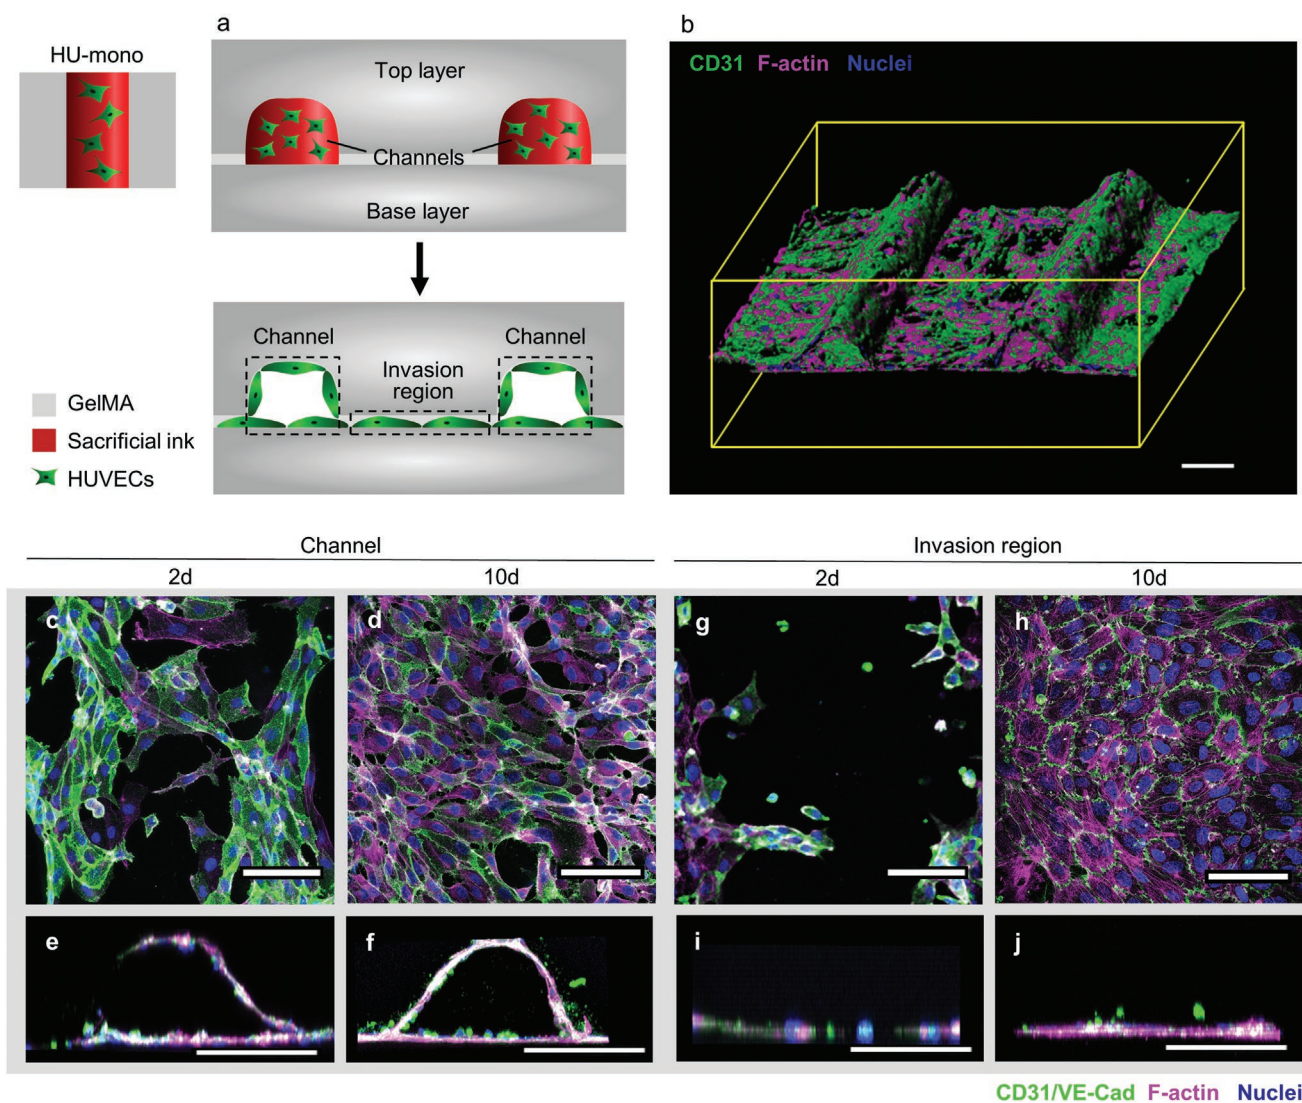 a
HU-mono
Top layer
Channels
Base layer
Channel
Channel
Invasion
region
GelMA
Sacrificial ink
HUVECs
b
CD31 F-actin Nuclei
Channel
Invasion region
2d
10d
2d
10d
c
d
g
h
e
f
i
j
CD31/VE-Cad F-actin Nuclei